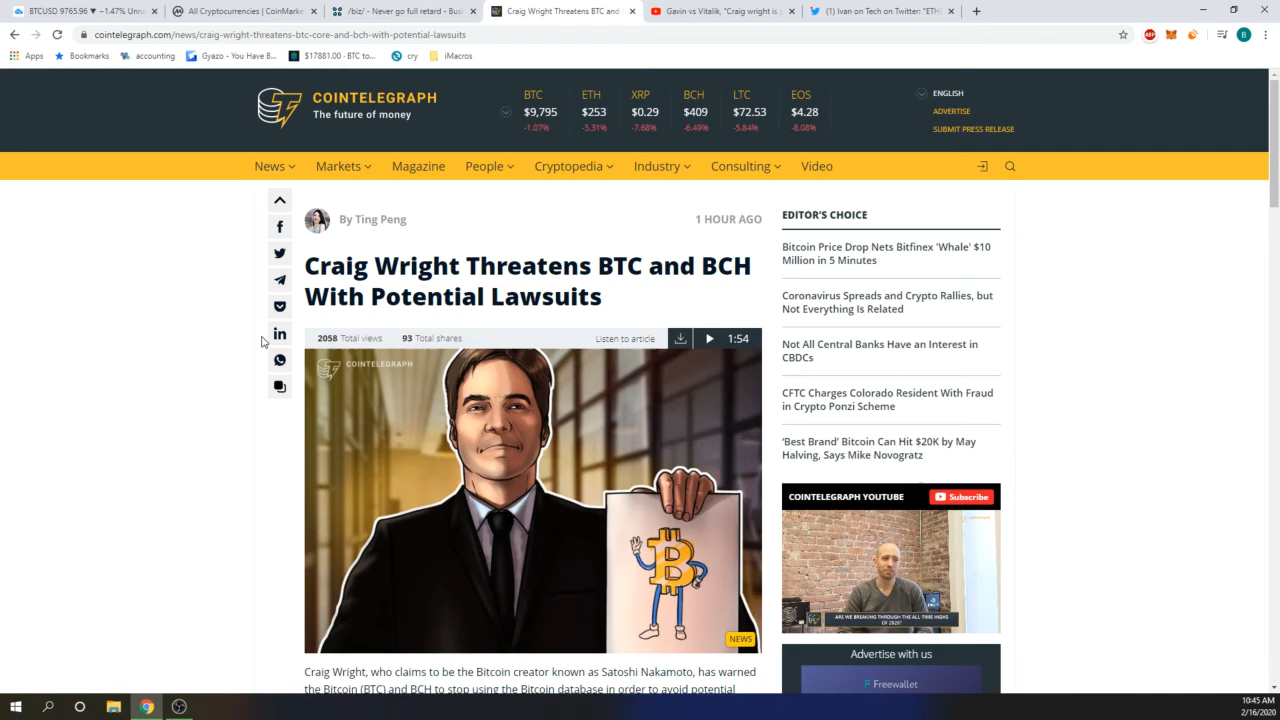 BTCUSD 9765.96 ▼ −1.47% Unna
All Cryptocurrencies | CoinMarke
/biz/ - Never go full retard - Busi
Craig Wright Threatens BTC and
Gavin vs Vitalik, "Craig wright is
(1) Ivan on Tech on Twitter: "ETH
cointelegraph.com/news/craig-wright-threatens-btc-core-and-bch-with-potential-lawsuits
ABP
B
Apps
Bookmarks
accounting
Gyazo - You Have B...
$17881.00 - BTC to...
cry
iMacros
COINTELEGRAPH
The future of money
BTC ETH XRP BCH LTC EOS
$9,795 $253 $0.29 $409 $72.53 $4.28
-1.07% -5.31% -7.68% -6.49% -5.84% -8.08%
ENGLISH
ADVERTISE
SUBMIT PRESS RELEASE
News Markets Magazine People Cryptopedia Industry Consulting Video
By Ting Peng
1 HOUR AGO
Craig Wright Threatens BTC and BCH
With Potential Lawsuits
2058 Total views 93 Total shares
Listen to article
1:54
COINTELEGRAPH
NEWS
Craig Wright, who claims to be the Bitcoin creator known as Satoshi Nakamoto, has warned
the Bitcoin (BTC) and BCH to stop using the Bitcoin database in order to avoid potential
EDITOR'S CHOICE
Bitcoin Price Drop Nets Bitfinex 'Whale' $10
Million in 5 Minutes
Coronavirus Spreads and Crypto Rallies, but
Not Everything Is Related
Not All Central Banks Have an Interest in
CBDCs
CFTC Charges Colorado Resident With Fraud
in Crypto Ponzi Scheme
'Best Brand' Bitcoin Can Hit $20K by May
Halving, Says Mike Novogratz
COINTELEGRAPH YOUTUBE
Subscribe
ARE WE BREAKING THROUGH THE ALL TIME HIGHS
OF 2020?
Advertise with us
Freewallet
10:45 AM
2/16/2020